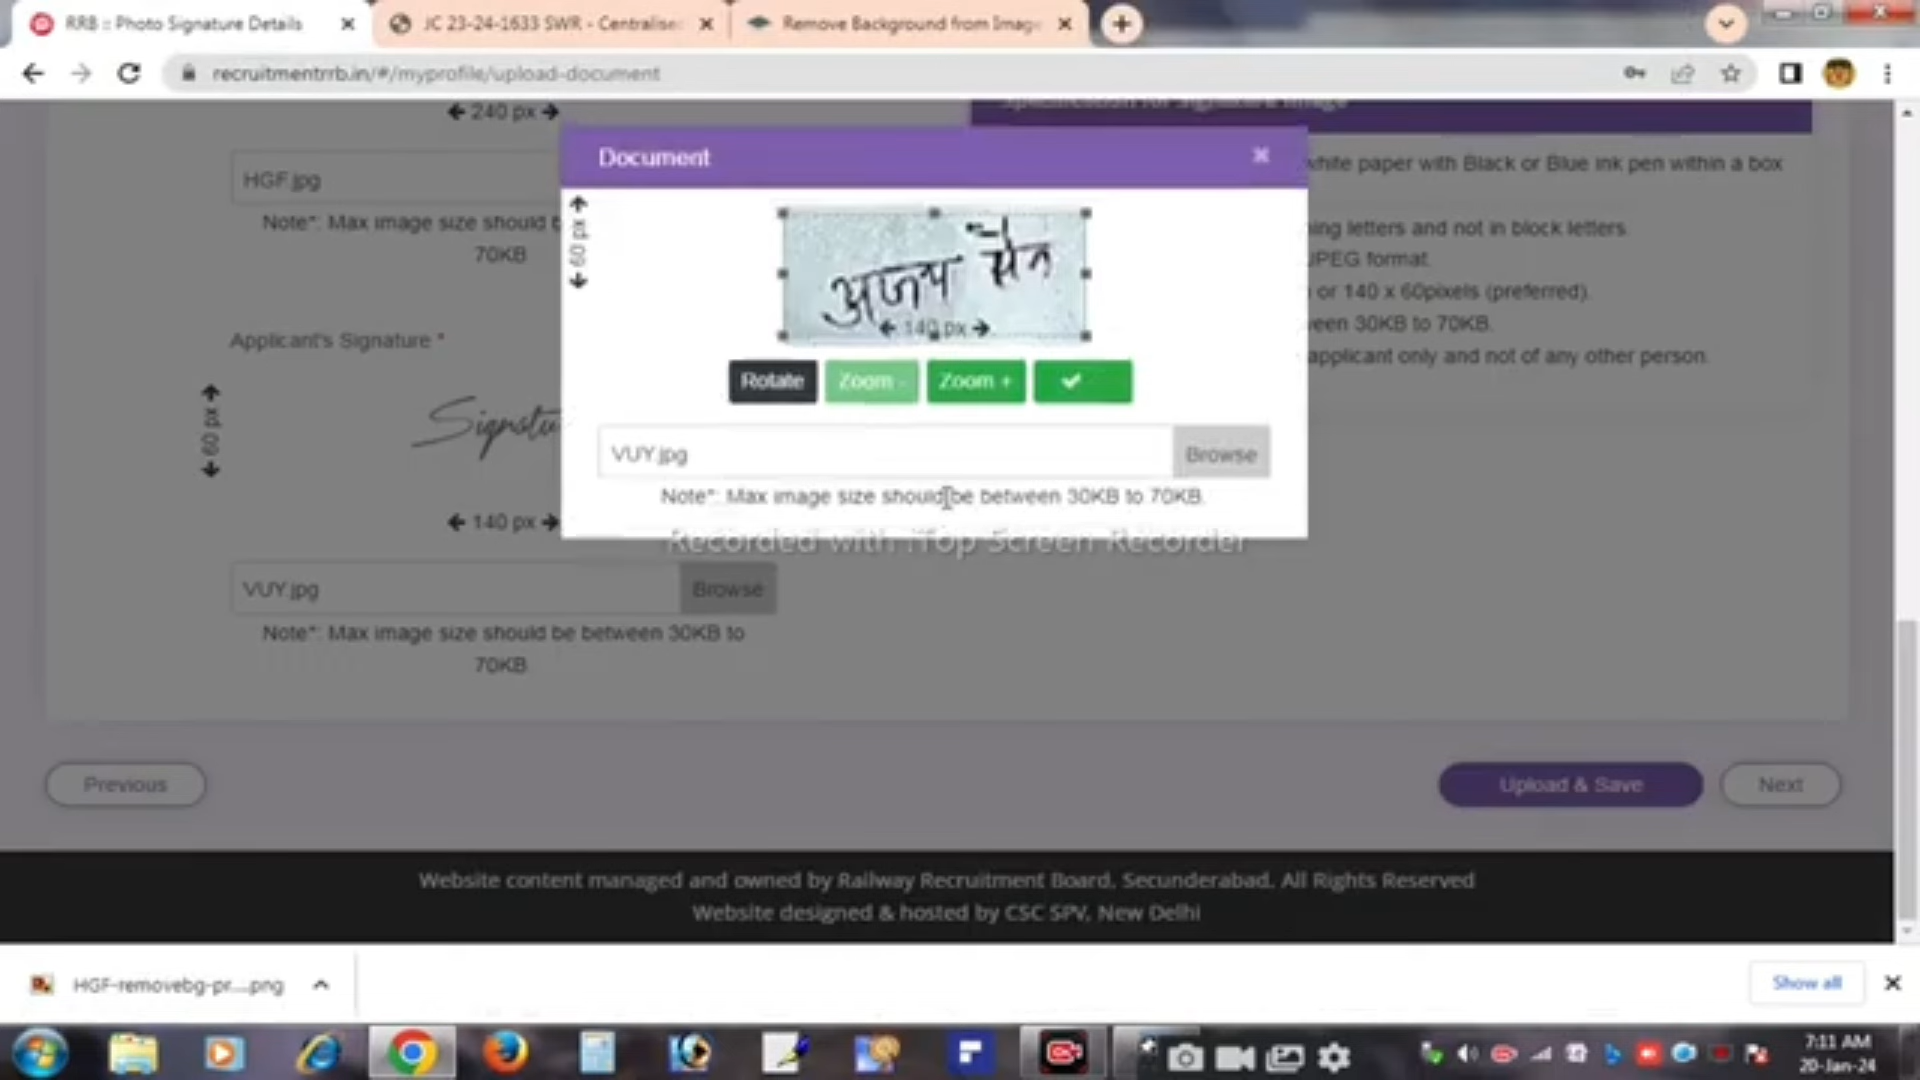 RRB :: Photo Signature Details
JC 23-24-1633 SWR - Centralise
Remove Background from Imag
recruitmentrrb.in/#/myprofile/upload-document
240 px
Specification for Signature Image
Document
white paper with Black or Blue ink pen within a box
HGF.jpg
60 px
अजय सैन
140 px
Note*: Max image size should b
70KB
ing letters and not in block letters.
JPEG format.
or 140 x 60pixels (preferred).
een 30KB to 70KB.
applicant only and not of any other person.
Applicant's Signature *
Rotate
Zoom -
Zoom +
60 px
Signatu
VUY.jpg
Browse
Note*: Max image size should be between 30KB to 70KB.
140 px
Recorded with iTop Screen Recorder
VUY.jpg
Browse
Note*: Max image size should be between 30KB to
70KB
Previous
Upload & Save
Next
Website content managed and owned by Railway Recruitment Board, Secunderabad, All Rights Reserved
Website designed & hosted by CSC SPV, New Delhi
HGF-removebg-pr....png
Show all
7:11 AM
20-Jan-24